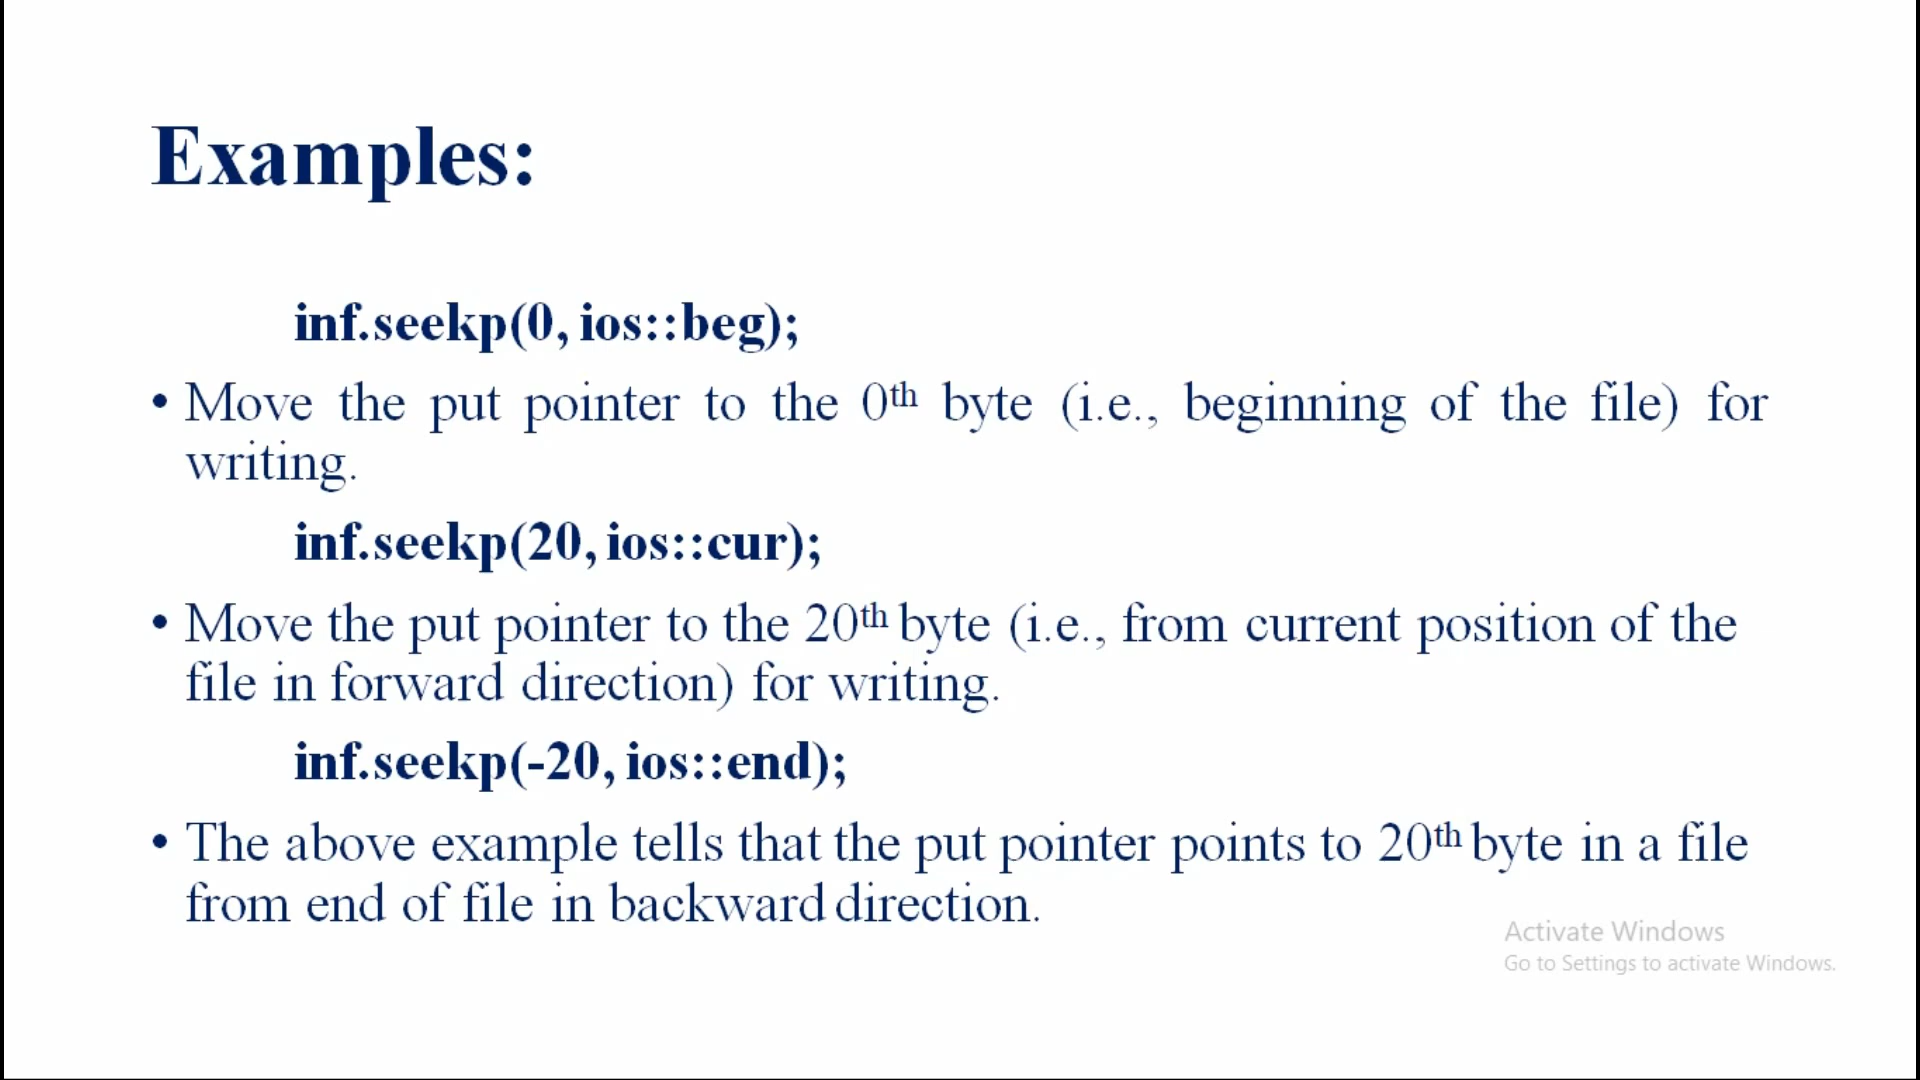 Examples:
inf.seekp(0, ios::beg);
• Move the put pointer to the 0th byte (i.e., beginning of the file) for
writing.
inf.seekp(20, ios::cur);
• Move the put pointer to the 20th byte (i.e., from current position of the
file in forward direction) for writing.
inf.seekp(-20, ios::end);
• The above example tells that the put pointer points to 20th byte in a file
from end of file in backward direction.
Activate Windows
Go to Settings to activate Windows.